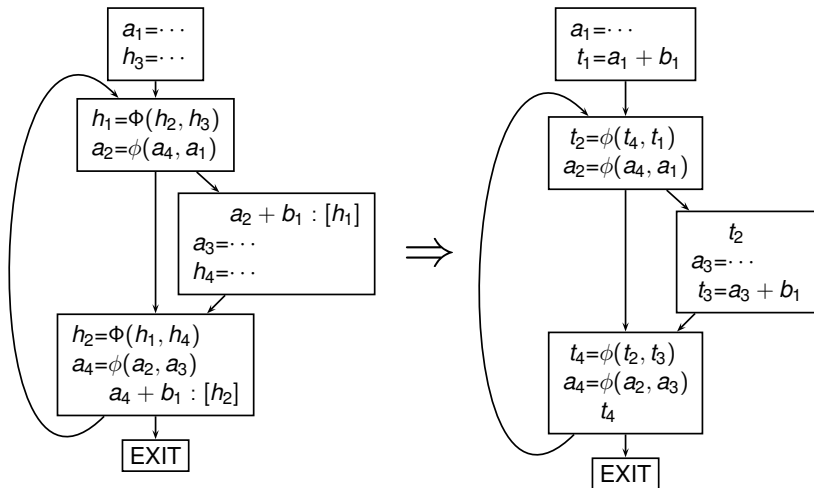 a₁=⋯
h₃=⋯
h₁=Φ(h₂, h₃)
a₂=ϕ(a₄, a₁)
a₂ + b₁ : [h₁]
a₃=⋯
h₄=⋯
h₂=Φ(h₁, h₄)
a₄=ϕ(a₂, a₃)
a₄ + b₁ : [h₂]
EXIT
⇒
a₁=⋯
t₁=a₁ + b₁
t₂=ϕ(t₄, t₁)
a₂=ϕ(a₄, a₁)
t₂
a₃=⋯
t₃=a₃ + b₁
t₄=ϕ(t₂, t₃)
a₄=ϕ(a₂, a₃)
t₄
EXIT